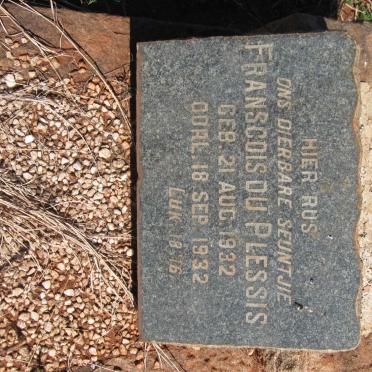 HIER RUS
ONS DIERBARE SEUNTJIE
FRANSCOIS DU PLESSIS
GEB. 21 AUG. 1932
OORL. 18 SEP. 1932
LUK. 18:16